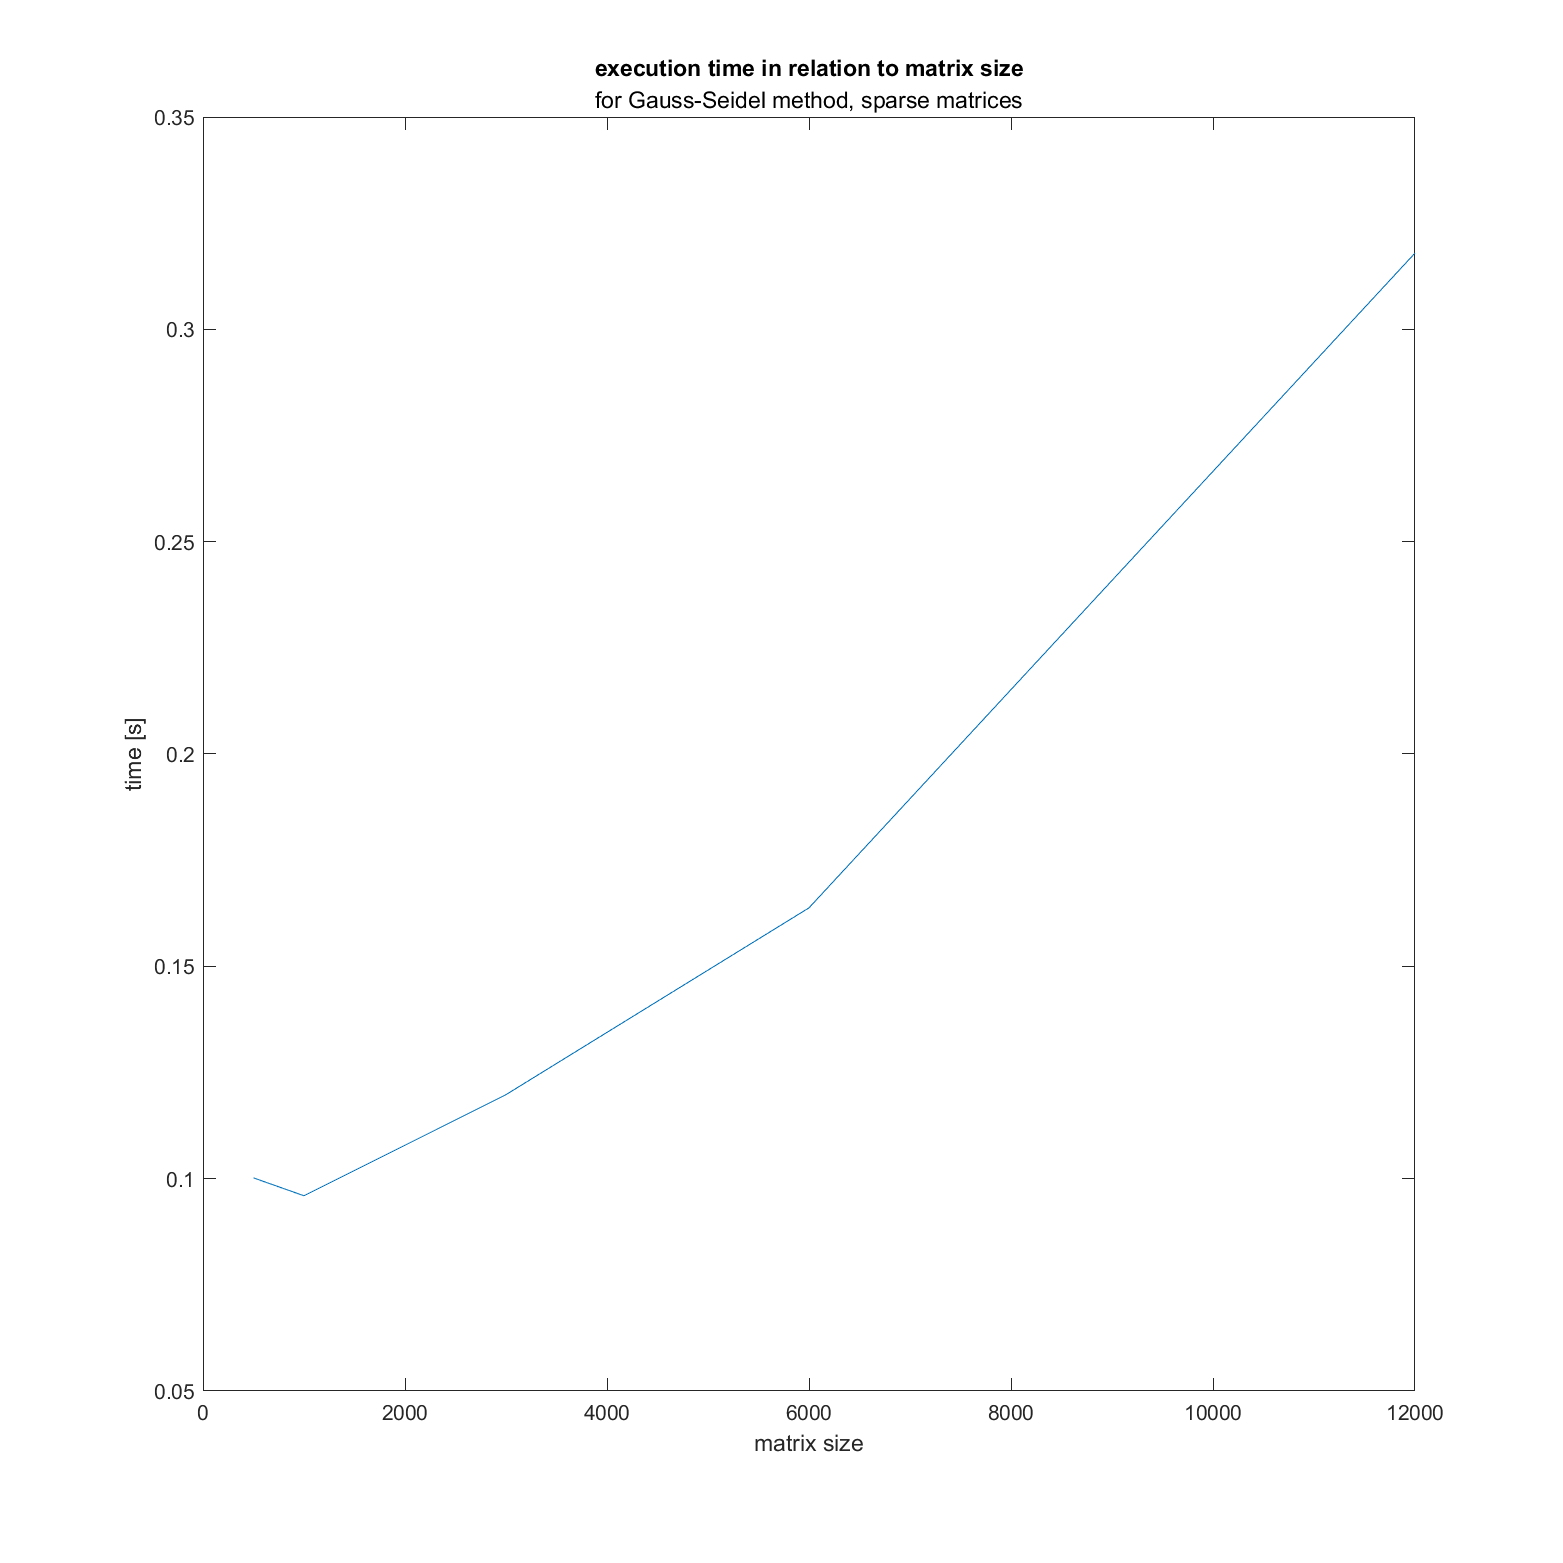 execution time in relation to matrix size
for Gauss-Seidel method, sparse matrices
0.35
0.3
0.25
0.2
0.15
0.1
0.05
time [s]
0 2000 4000 6000 8000 10000 12000
matrix size